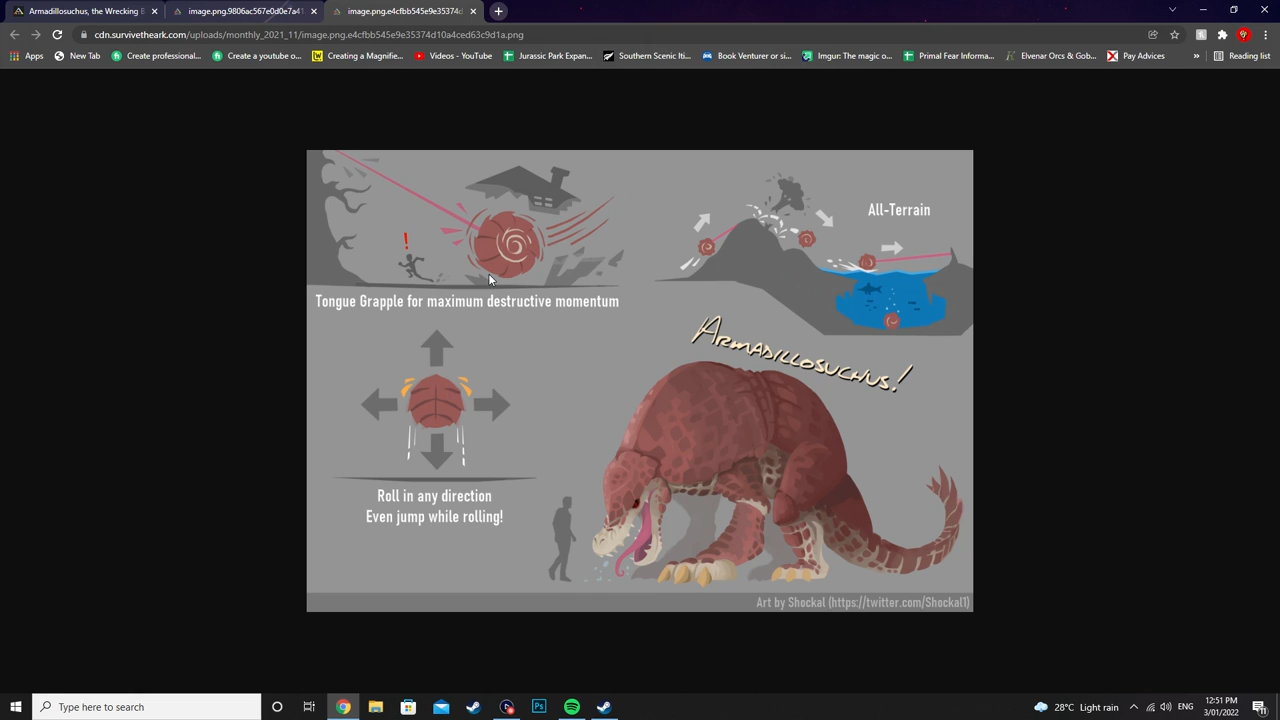 Armadillosuchus, the Wrecking B
image.png.9806ac567e0d0e7a41
image.png.e4cfbb545e9e35374d
cdn.survivetheark.com/uploads/monthly_2021_11/image.png.e4cfbb545e9e35374d10a4ced63c9d1a.png
Apps
New Tab
Create professional...
Create a youtube o...
Creating a Magnifie...
Videos - YouTube
Jurassic Park Expan...
Southern Scenic Iti...
Book Venturer or si...
Imgur: The magic o...
Primal Fear Informa...
Elvenar Orcs & Gob...
Pay Advices
»
Reading list
!
All-Terrain
Tongue Grapple for maximum destructive momentum
ARMADILLOSUCHUS!
Roll in any direction
Even jump while rolling!
Art by Shockal (https://twitter.com/Shockal1)
Type here to search
Ps
28°C Light rain
ENG
12:51 PM
3/01/2022